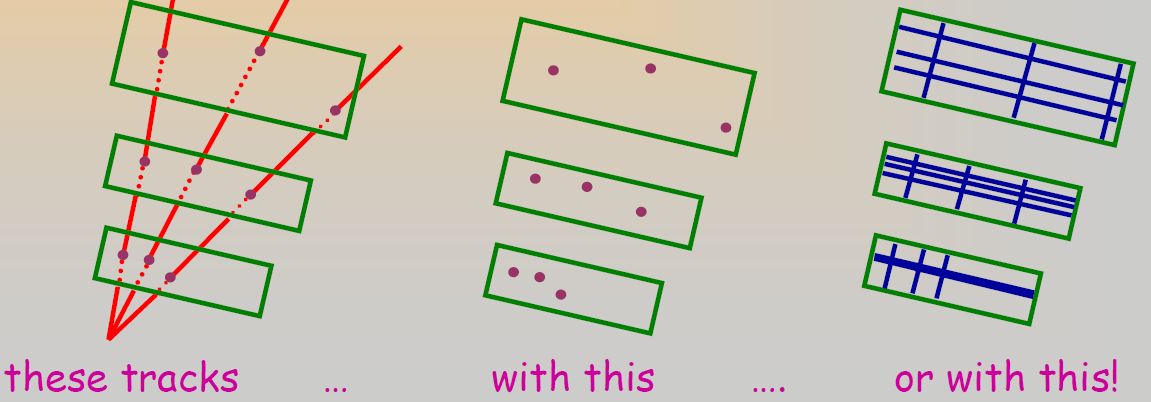 these tracks ... with this .... or with this!